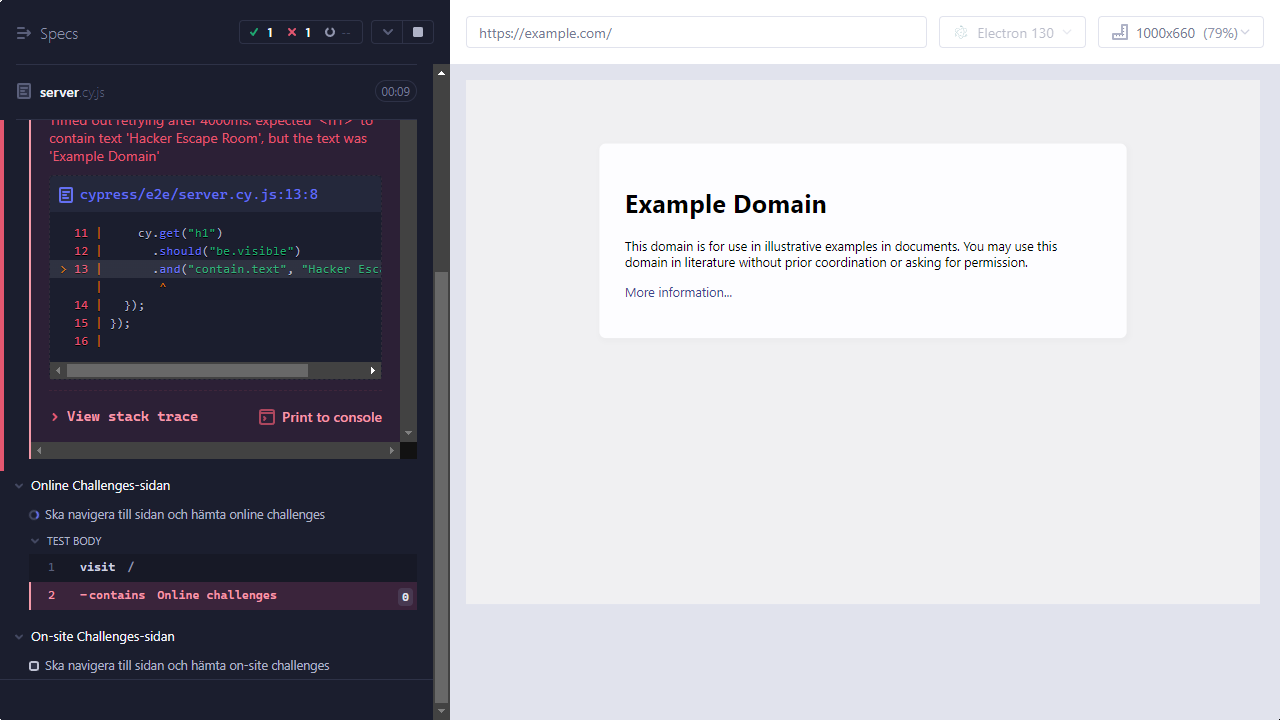 Specs
1
1
--
https://example.com/
Electron 130
1000x660 (79%)
server.cy.js
00:09
Timed out retrying after 4000ms: expected '<h1>' to
contain text 'Hacker Escape Room', but the text was
'Example Domain'
cypress/e2e/server.cy.js:13:8
11 | cy.get("h1")
12 | .should("be.visible")
> 13 | .and("contain.text", "Hacker Esca
| ^
14 | });
15 | });
16 |
View stack trace
Print to console
Online Challenges-sidan
Ska navigera till sidan och hämta online challenges
TEST BODY
1 visit /
2 -contains Online challenges 0
On-site Challenges-sidan
Ska navigera till sidan och hämta on-site challenges
Example Domain
This domain is for use in illustrative examples in documents. You may use this
domain in literature without prior coordination or asking for permission.
More information...